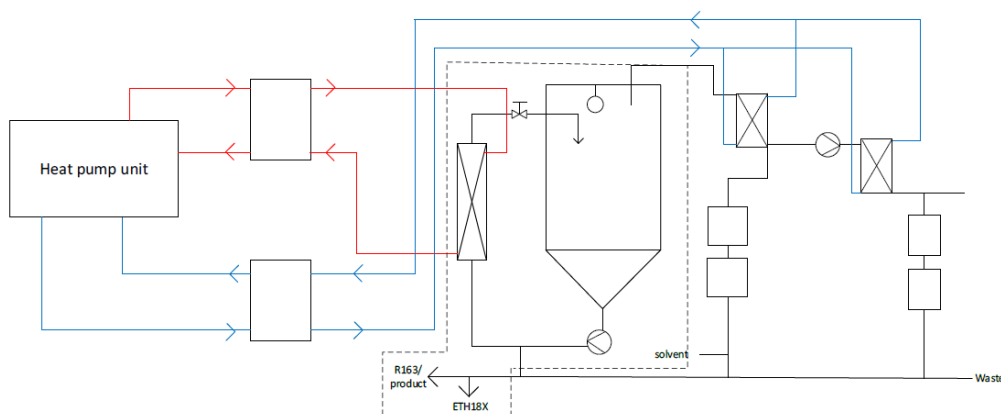 Heat pump unit
solvent
R163/
product
ETH18X
Waste